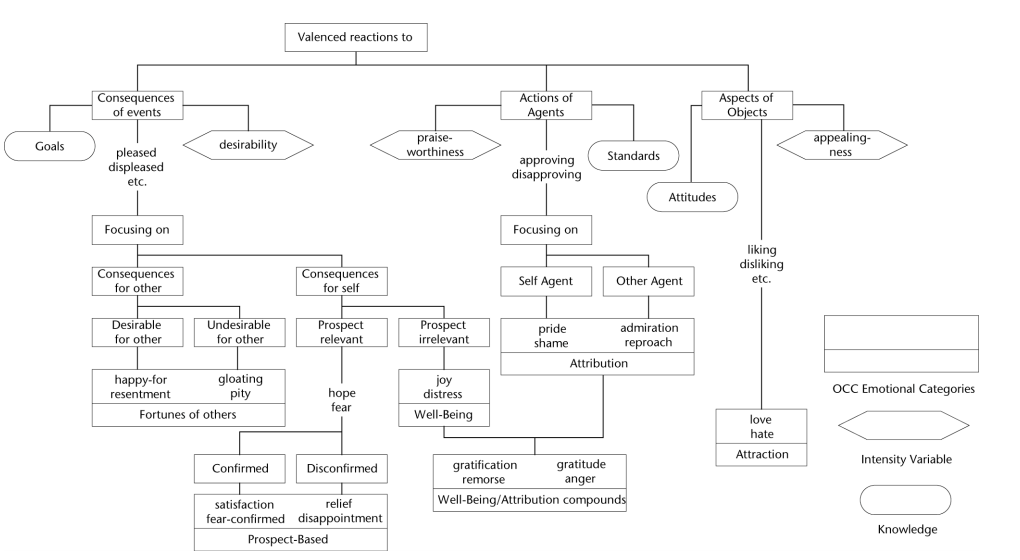 Valenced reactions to
Consequences
of events
Actions of
Agents
Aspects of
Objects
Goals
desirability
pleased
displeased
etc.
praise-
worthiness
approving
disapproving
Standards
Attitudes
appealing-
ness
Focusing on
Focusing on
liking
disliking
etc.
Consequences
for other
Consequences
for self
Self Agent
Other Agent
Desirable
for other
Undesirable
for other
Prospect
relevant
Prospect
irrelevant
pride
shame
admiration
reproach
Attribution
happy-for
resentment
gloating
pity
Fortunes of others
hope
fear
joy
distress
Well-Being
OCC Emotional Categories
love
hate
Attraction
Intensity Variable
Confirmed
Disconfirmed
gratification
remorse
gratitude
anger
Well-Being/Attribution compounds
satisfaction
fear-confirmed
relief
disappointment
Prospect-Based
Knowledge